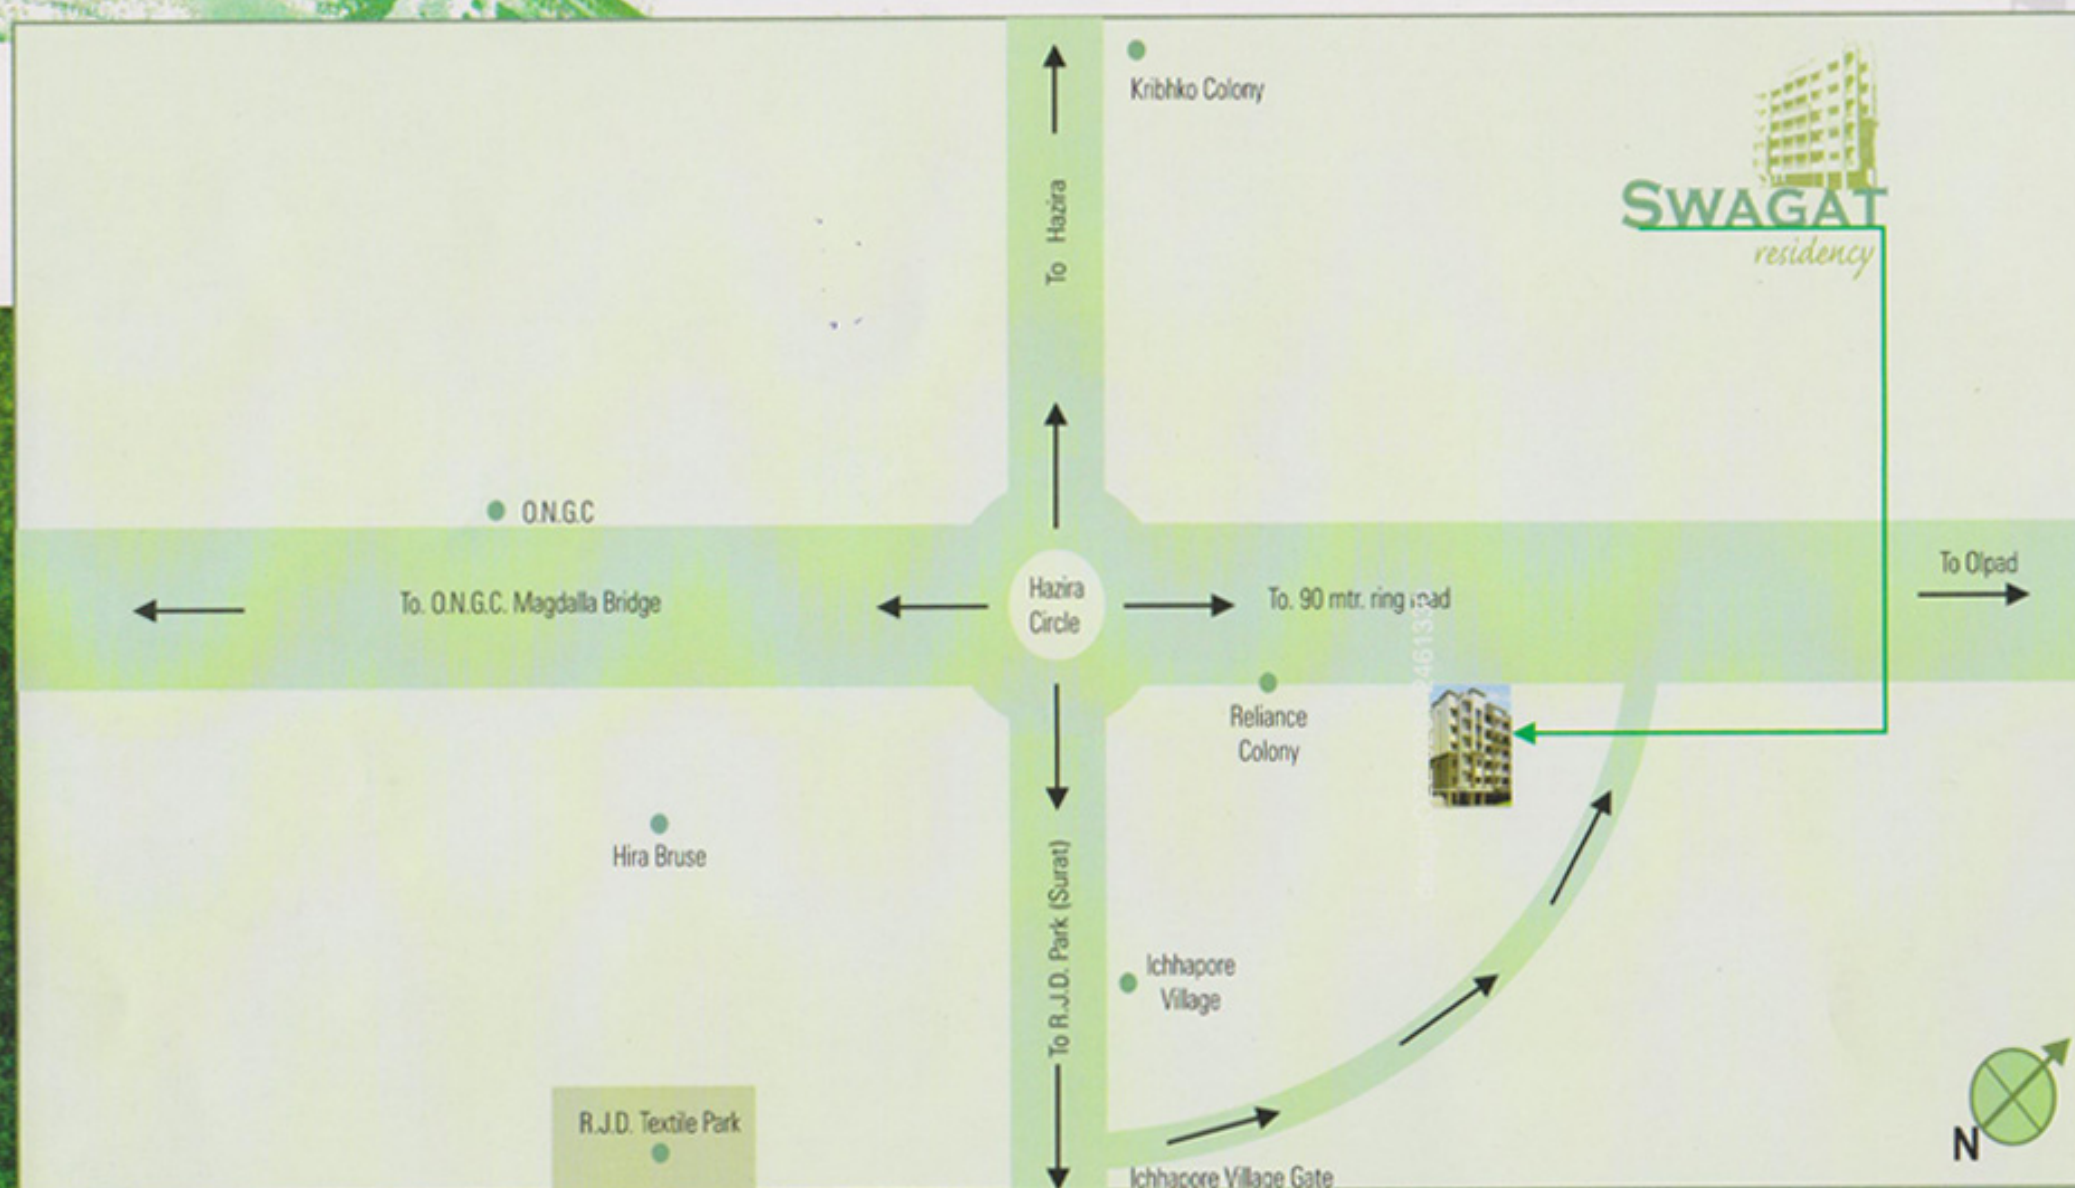 Kribhko Colony
To Hazira
SWAGAT
residency
O.N.G.C
To. O.N.G.C. Magdalla Bridge
Hazira
Circle
To. 90 mtr. ring road
To Olpad
Reliance
Colony
Hira Bruse
To R.J.D. Park (Surat)
Ichhapore
Village
R.J.D. Textile Park
Ichhapore Village Gate
N